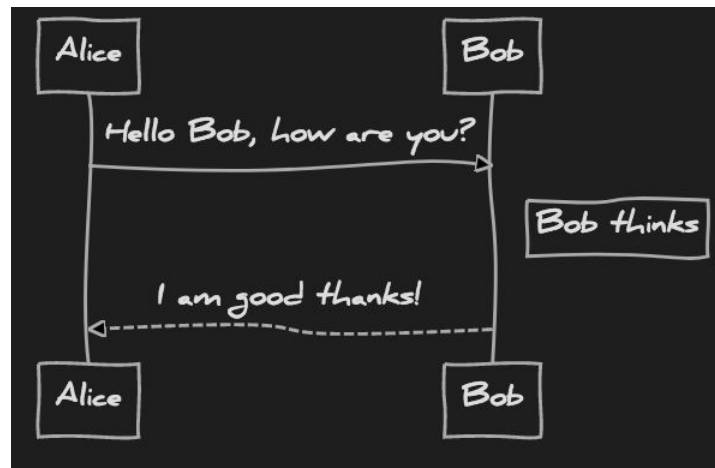 Alice
Bob
Hello Bob, how are you?
Bob thinks
I am good thanks!
Alice
Bob